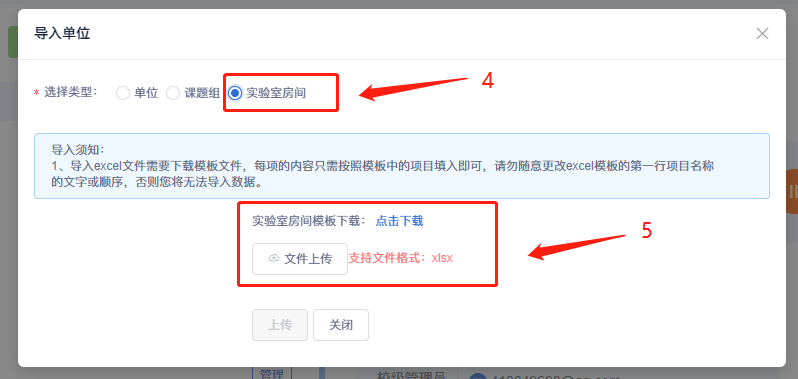 导入单位
* 选择类型： 单位 课题组 实验室房间
4
导入须知：
1、导入excel文件需要下载模板文件，每项的内容只需按照模板中的项目填入即可，请勿随意更改excel模板的第一行项目名称
的文字或顺序，否则您将无法导入数据。
实验室房间模板下载： 点击下载
5
文件上传 支持文件格式：xlsx
上传 关闭
管理
校级管理员